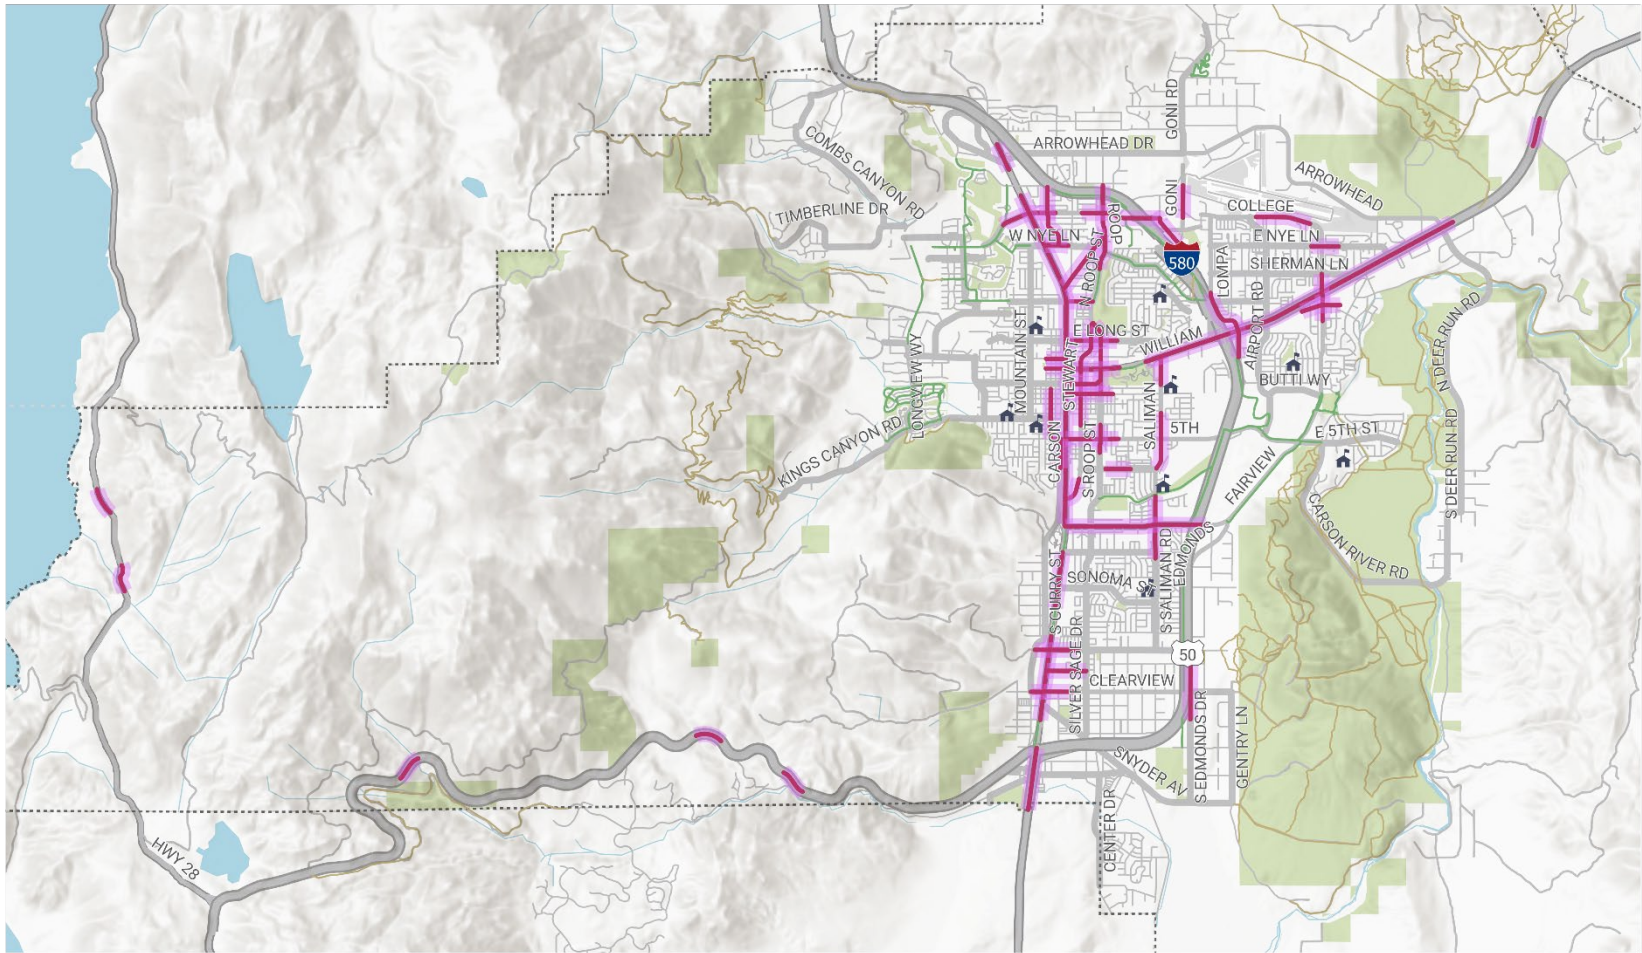 GONI RD
ARROWHEAD DR
COMBS CANYON RD
ARROWHEAD
GONI
COLLEGE
TIMBERLINE DR
ROOP
W NYE LN
E NYE LN
N ROOP ST
580
SHERMAN LN
LOMPA
AIRPORT RD
N DEER RUN RD
MOUNTAIN ST
E LONG ST
WILLIAM
LONGVIEW WY
STEWART
BUTTI WY
SALIMAN
KINGS CANYON RD
5TH
E 5TH ST
CARSON
S ROOP ST
S DEER RUN RD
FAIRVIEW
CARSON RIVER RD
EDMONDS
S CURRY ST
SONOMA S
S SALIMAN RD
SILVER SAGE DR
50
CLEARVIEW
S EDMONDS DR
GENTRY LN
SNYDER AV
CENTER DR
HWY 28